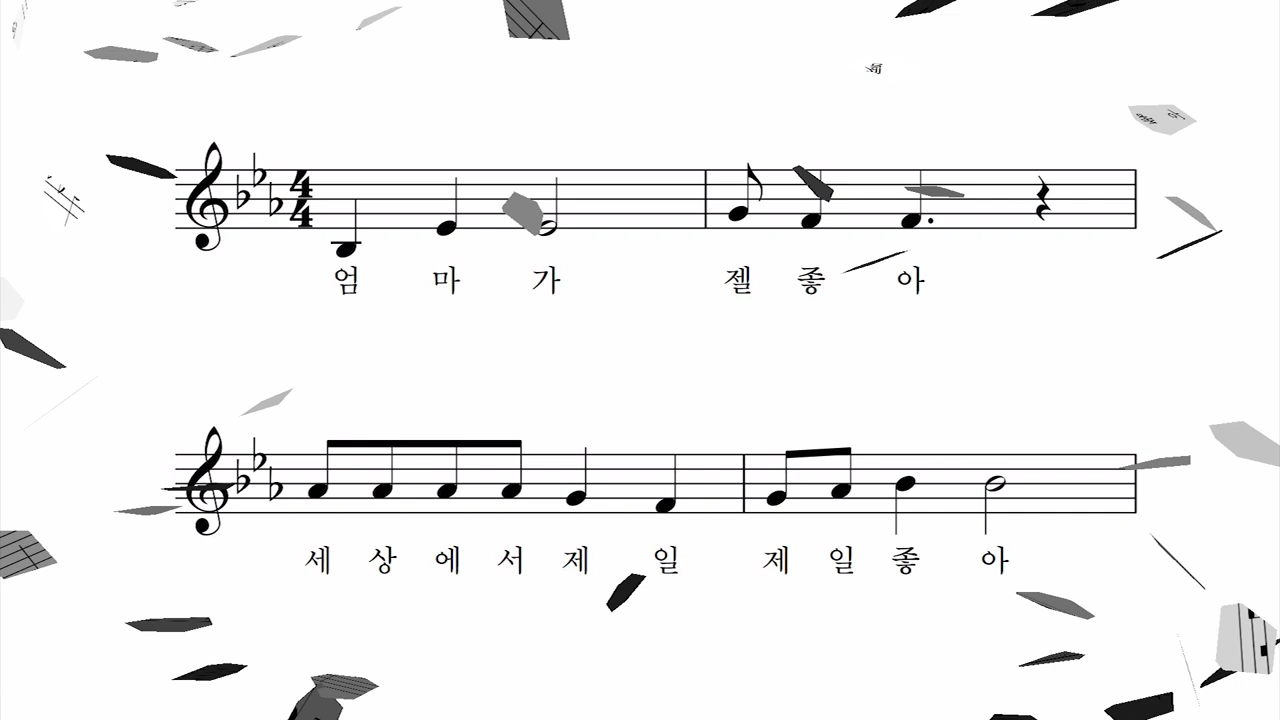 엄 마 가 젤 좋 아
세 상 에 서 제 일 제 일 좋 아